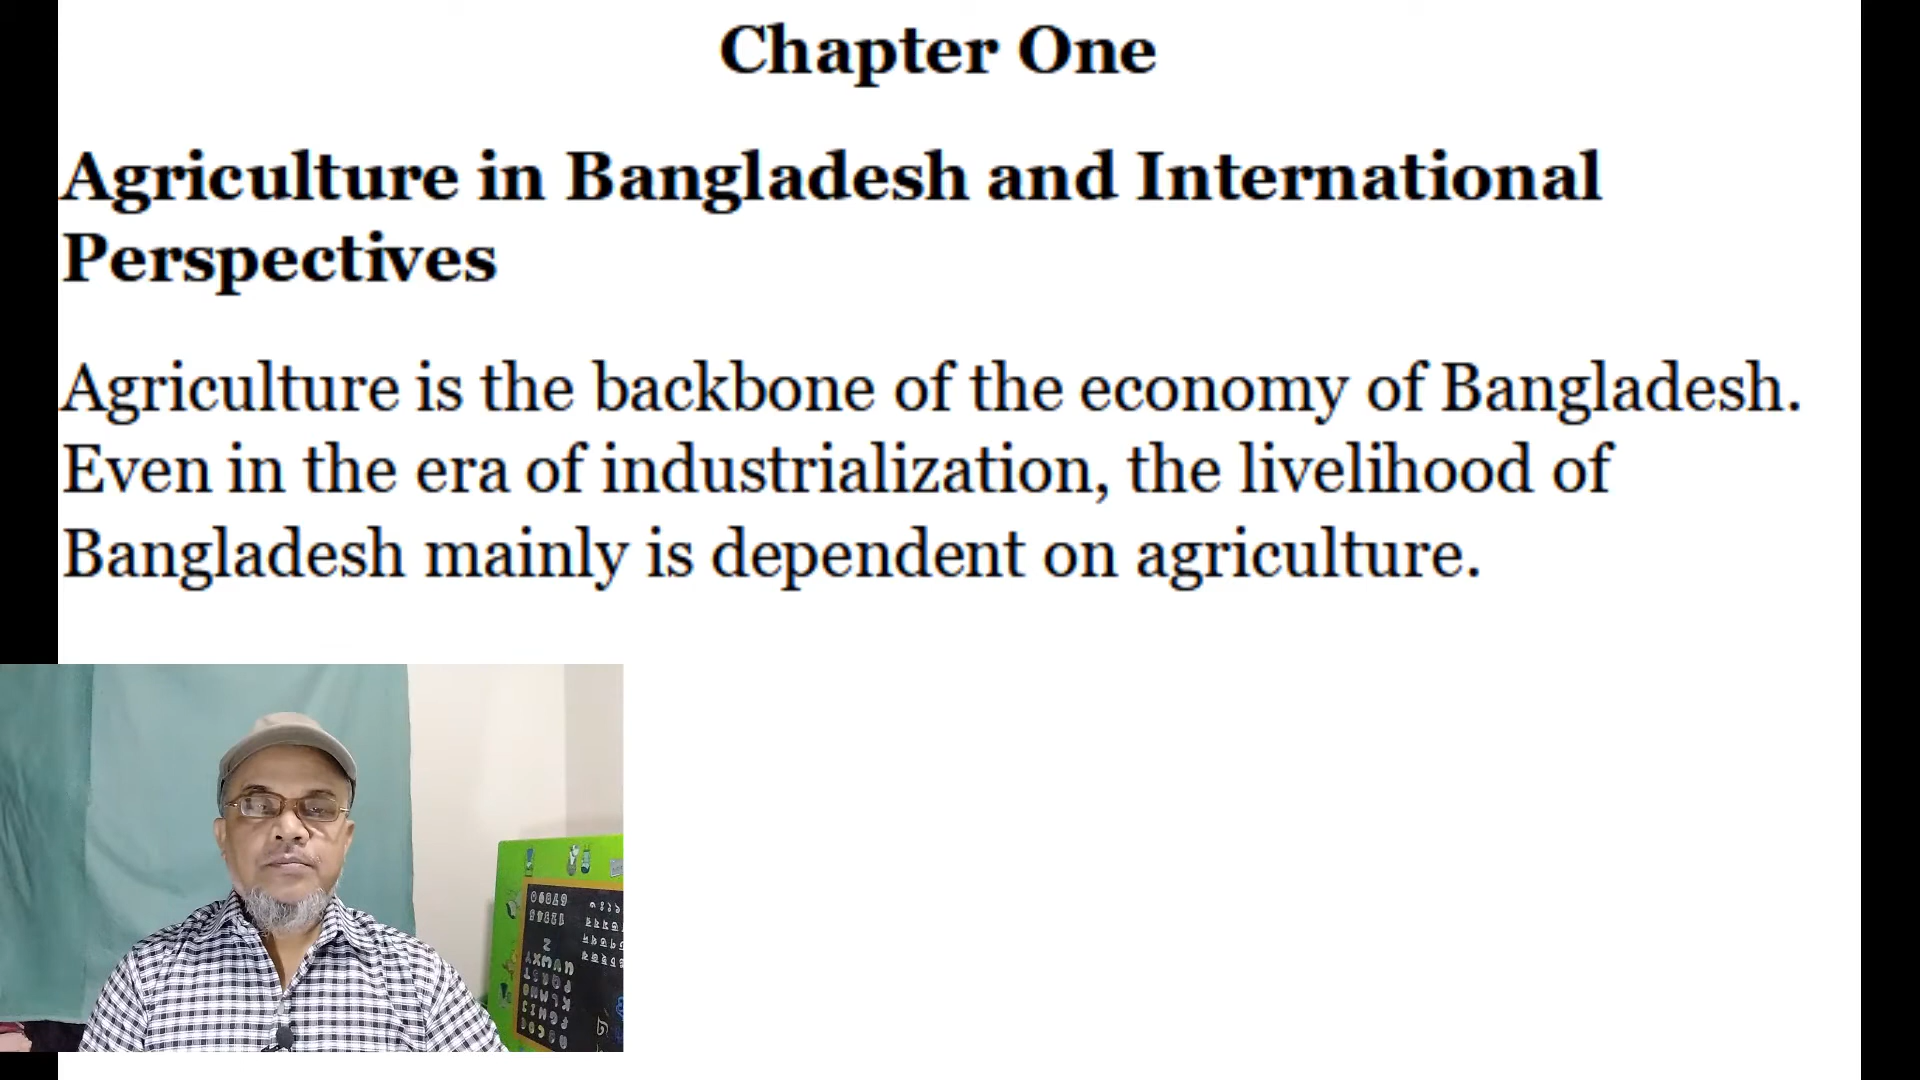 Chapter One
Agriculture in Bangladesh and International
Perspectives
Agriculture is the backbone of the economy of Bangladesh.
Even in the era of industrialization, the livelihood of
Bangladesh mainly is dependent on agriculture.